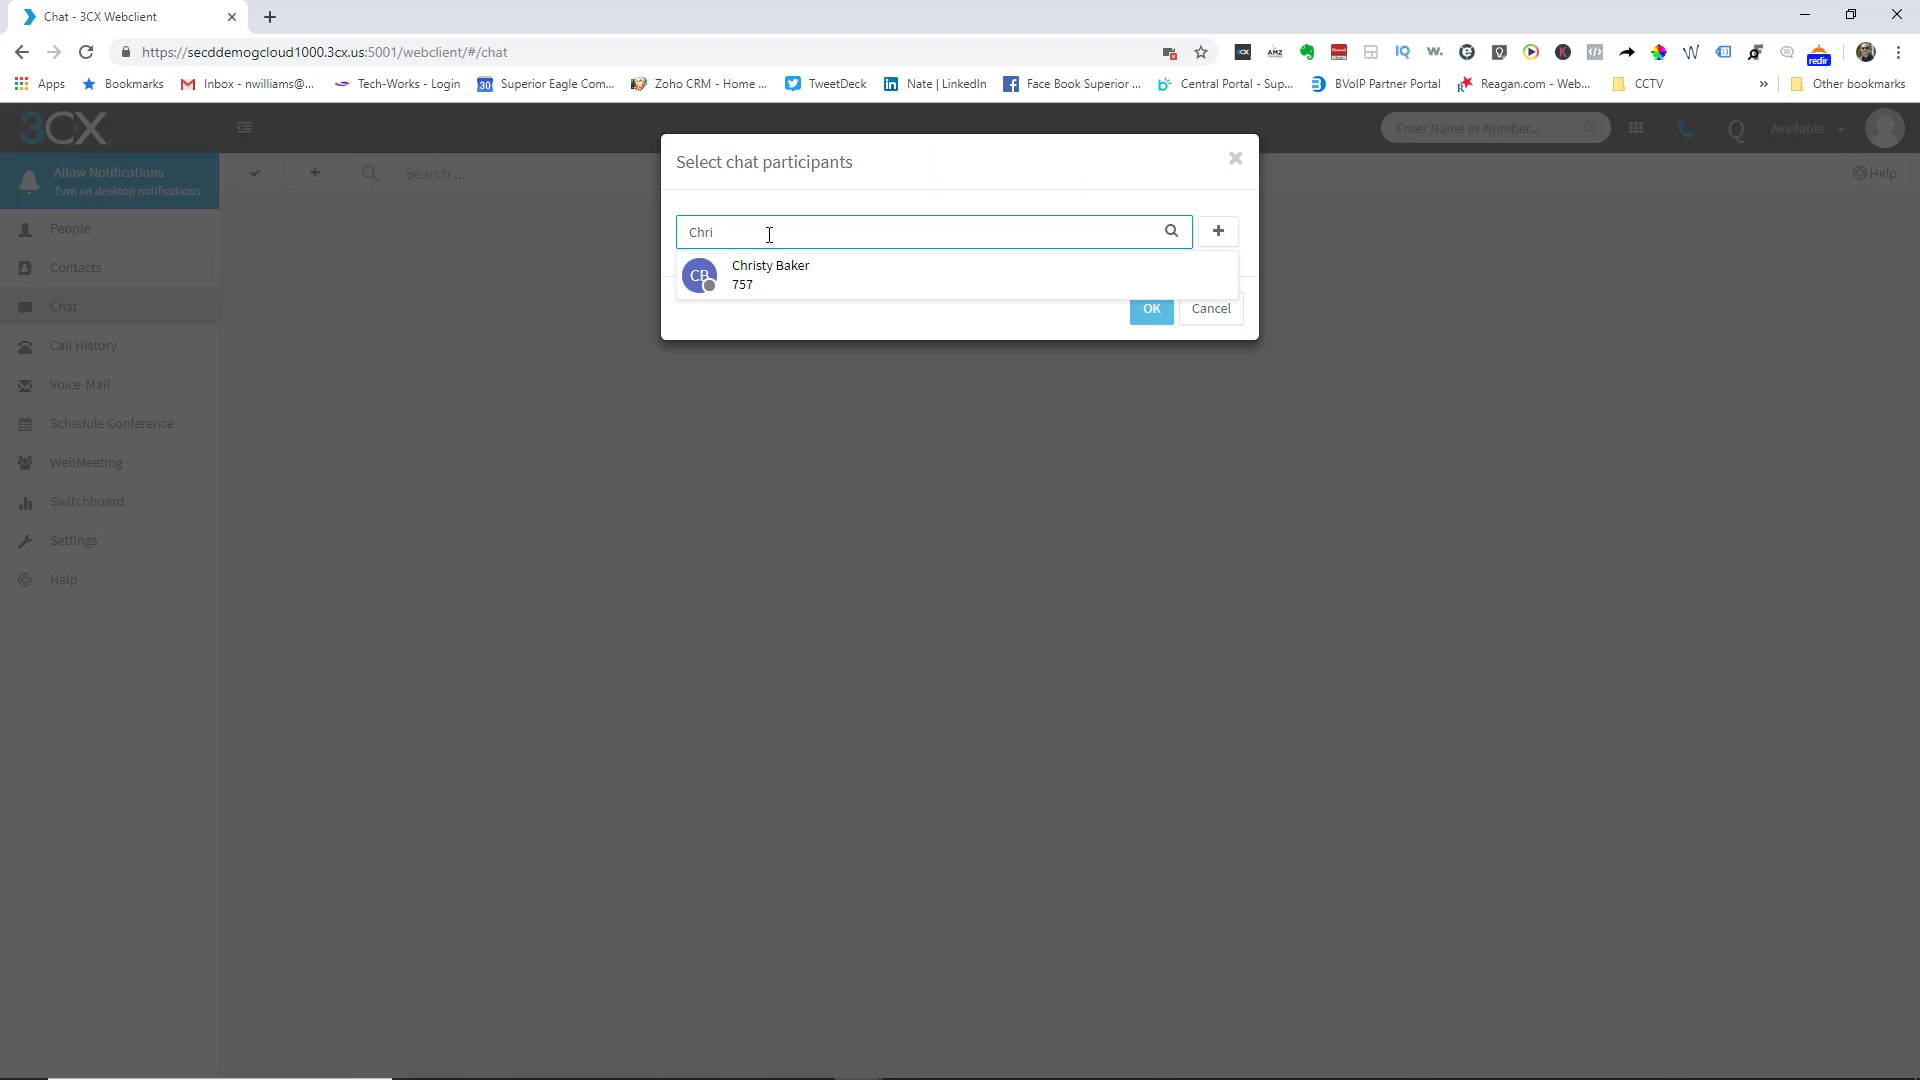 Chat - 3CX Webclient
https://secddemogcloud1000.3cx.us:5001/webclient/#/chat
redir
Apps Bookmarks Inbox - nwilliams@... Tech-Works - Login Superior Eagle Com... Zoho CRM - Home ... TweetDeck Nate | LinkedIn Face Book Superior ... Central Portal - Sup... BVoIP Partner Portal Reagan.com - Web... CCTV » Other bookmarks
3CX
Enter Name or Number...
Available
Allow Notifications
Turn on desktop notifications
Search ...
Help
People
Contacts
Chat
Call History
Voice-Mail
Schedule Conference
WebMeeting
Switchboard
Settings
Help
Select chat participants
Chri
CB
Christy Baker
757
OK
Cancel